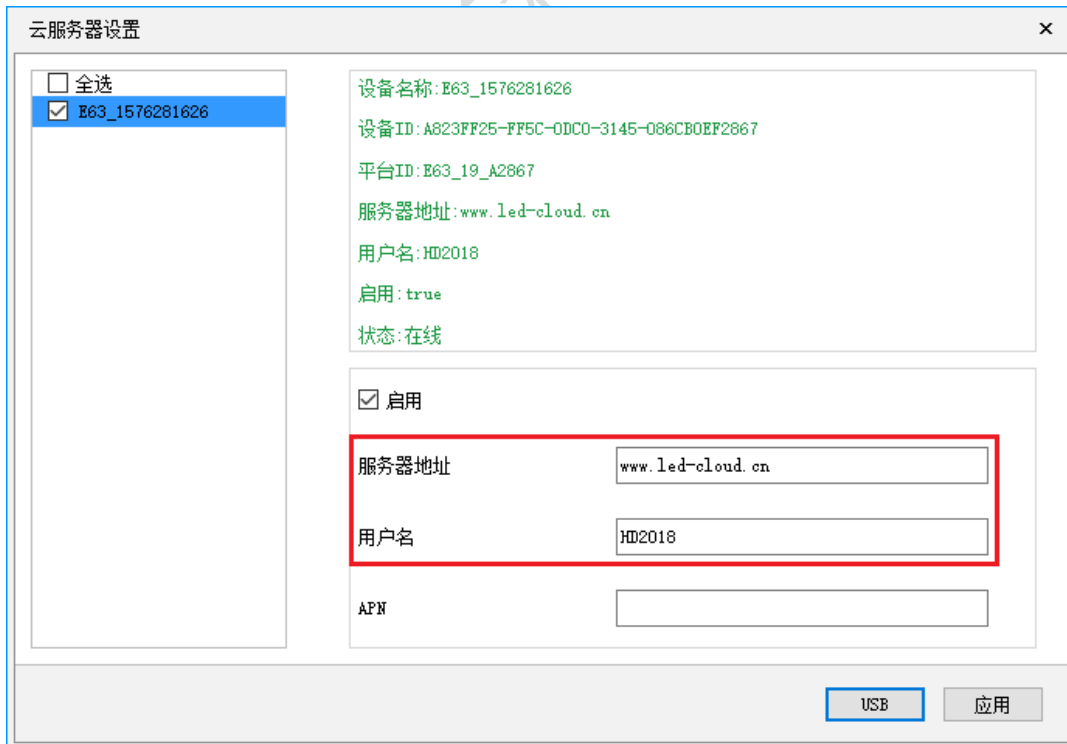 云服务器设置
全选
E63_1576281626
设备名称:E63_1576281626
设备ID:A823FF25-FF5C-0DC0-3145-086CB0EF2867
平台ID:E63_19_A2867
服务器地址:www.led-cloud.cn
用户名:HD2018
启用:true
状态:在线
启用
服务器地址 www.led-cloud.cn
用户名 HD2018
APN
USB 应用